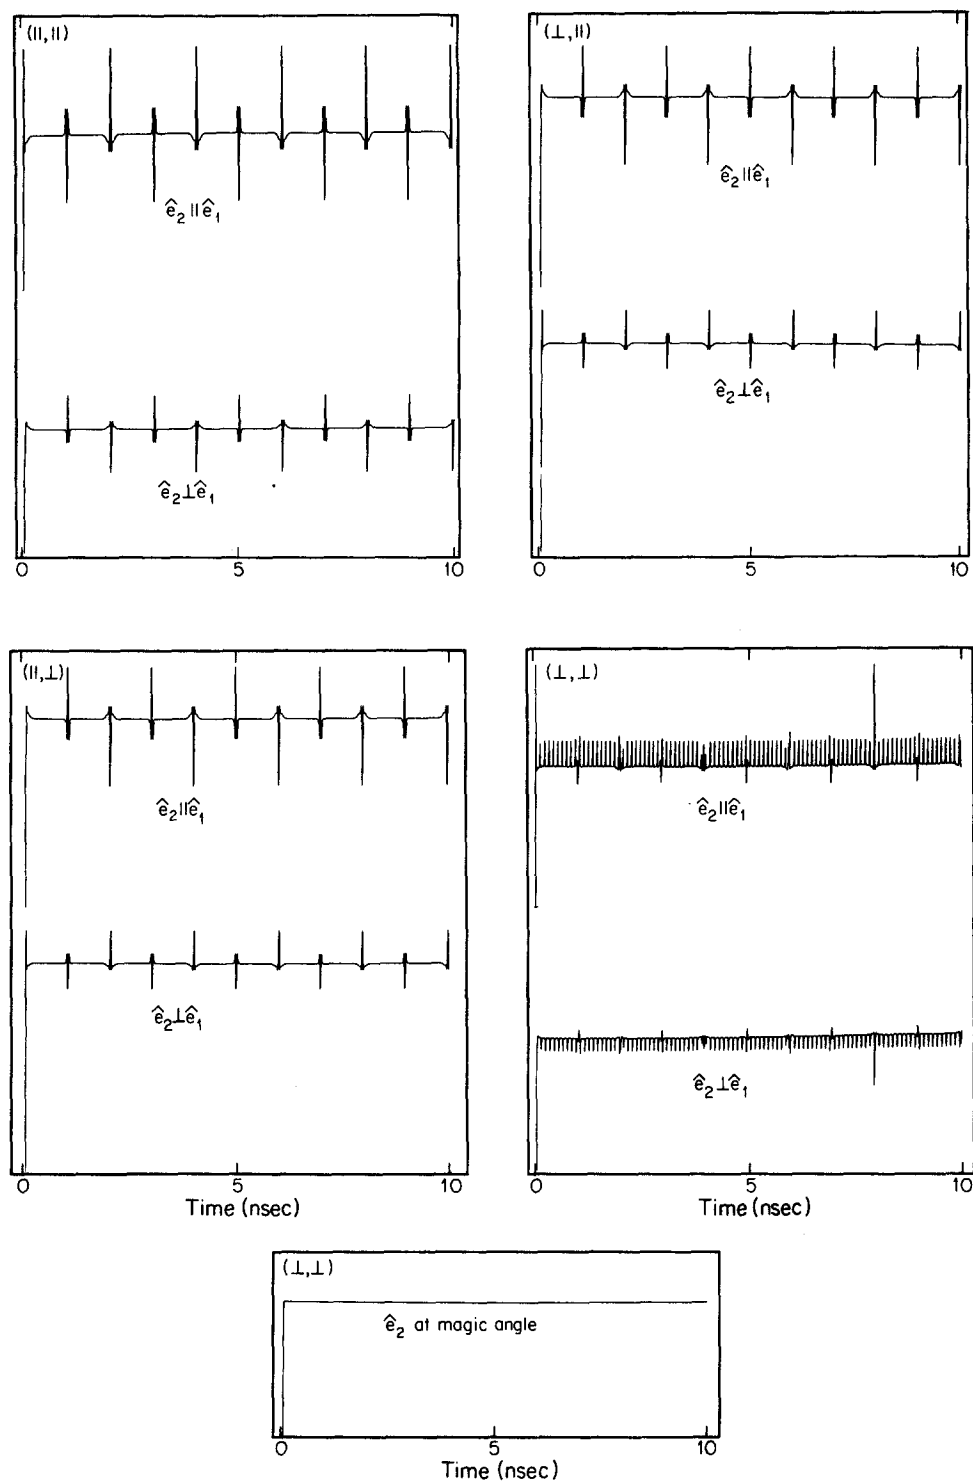 (||,||)
ê₂||ê₁
ê₂⊥ê₁
0 5 10
(⊥,||)
ê₂||ê₁
ê₂⊥ê₁
0 5 10
(||,⊥)
ê₂||ê₁
ê₂⊥ê₁
0 5 10
Time (nsec)
(⊥,⊥)
ê₂||ê₁
ê₂⊥ê₁
0 5 10
Time (nsec)
(⊥,⊥)
ê₂ at magic angle
0 5 10
Time (nsec)